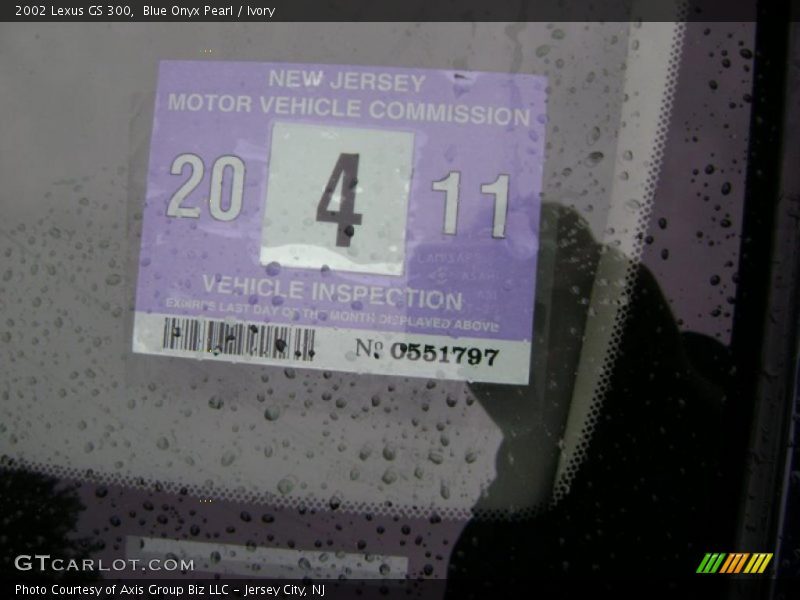 2002 Lexus GS 300,  Blue Onyx Pearl / Ivory
NEW JERSEY
MOTOR VEHICLE COMMISSION
20 4 11
VEHICLE INSPECTION
EXPIRES LAST DAY OF THE MONTH DISPLAYED ABOVE
Nº 0551797
GTCARLOT.COM
Photo Courtesy of Axis Group Biz LLC – Jersey City, NJ